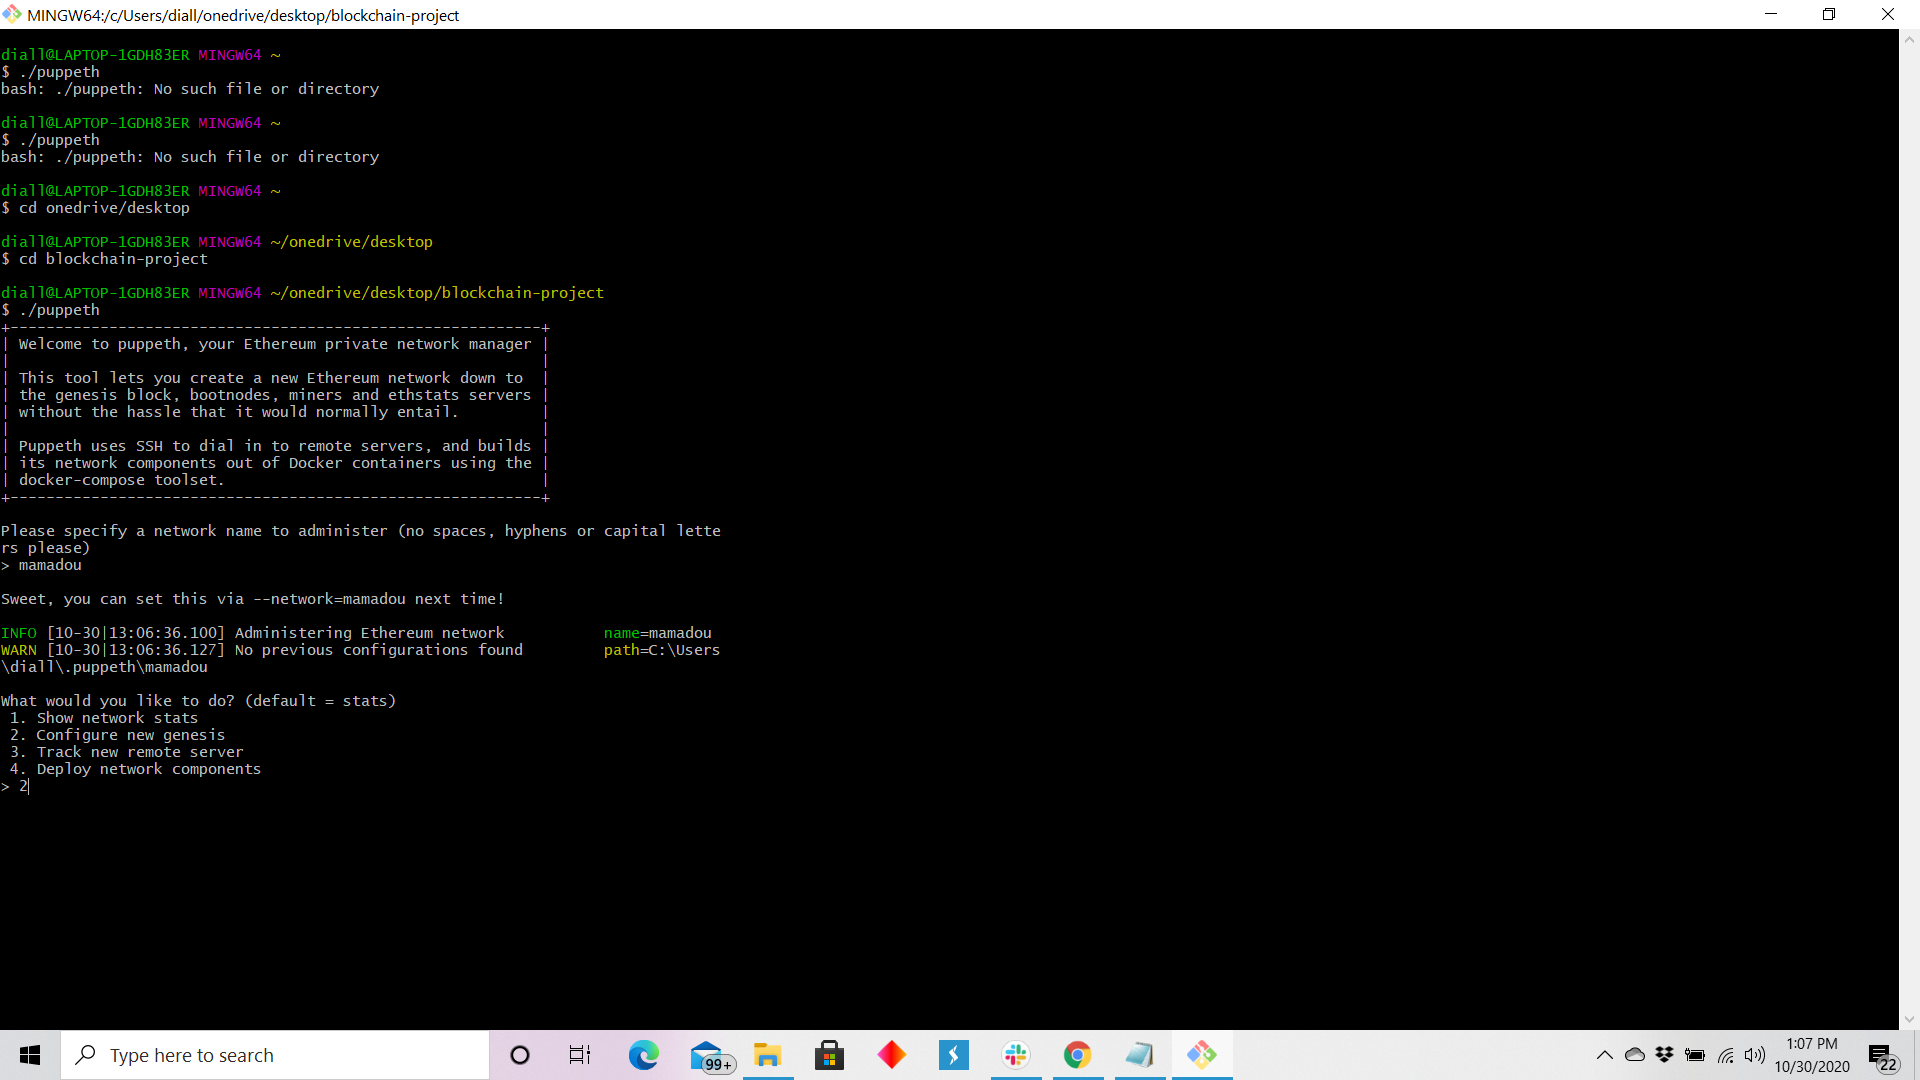 MINGW64:/c/Users/diall/onedrive/desktop/blockchain-project
diall@LAPTOP-1GDH83ER MINGW64 ~
$ ./puppeth
bash: ./puppeth: No such file or directory
diall@LAPTOP-1GDH83ER MINGW64 ~
$ ./puppeth
bash: ./puppeth: No such file or directory
diall@LAPTOP-1GDH83ER MINGW64 ~
$ cd onedrive/desktop
diall@LAPTOP-1GDH83ER MINGW64 ~/onedrive/desktop
$ cd blockchain-project
diall@LAPTOP-1GDH83ER MINGW64 ~/onedrive/desktop/blockchain-project
$ ./puppeth
+-----------------------------------------------------------+
| Welcome to puppeth, your Ethereum private network manager |
|                                                           |
| This tool lets you create a new Ethereum network down to  |
| the genesis block, bootnodes, miners and ethstats servers |
| without the hassle that it would normally entail.         |
|                                                           |
| Puppeth uses SSH to dial in to remote servers, and builds |
| its network components out of Docker containers using the |
| docker-compose toolset.                                   |
+-----------------------------------------------------------+
Please specify a network name to administer (no spaces, hyphens or capital lette
rs please)
> mamadou
Sweet, you can set this via --network=mamadou next time!
INFO [10-30|13:06:36.100] Administering Ethereum network           name=mamadou
WARN [10-30|13:06:36.127] No previous configurations found         path=C:\Users
\diall\.puppeth\mamadou
What would you like to do? (default = stats)
 1. Show network stats
 2. Configure new genesis
 3. Track new remote server
 4. Deploy network components
> 2
Type here to search
99+
1:07 PM
10/30/2020
22